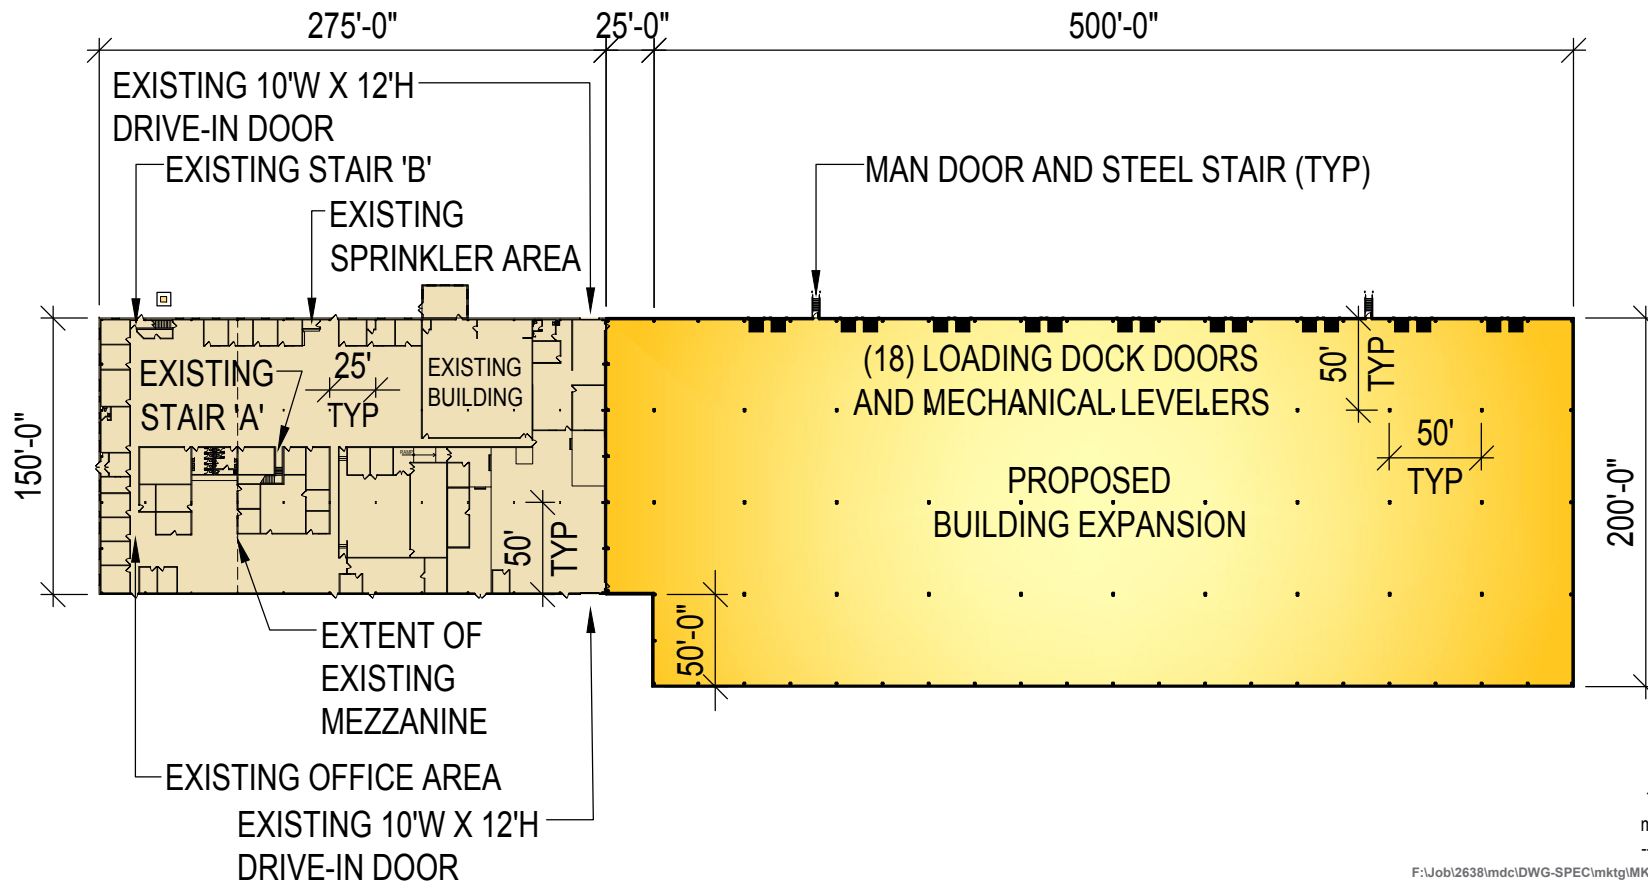 275'-0"
25'-0"
500'-0"
EXISTING 10'W X 12'H
DRIVE-IN DOOR
EXISTING STAIR 'B'
MAN DOOR AND STEEL STAIR (TYP)
EXISTING
SPRINKLER AREA
EXISTING
STAIR 'A'
25'
TYP
EXISTING
BUILDING
(18) LOADING DOCK DOORS
AND MECHANICAL LEVELERS
50'
TYP
50'
TYP
150'-0"
RAMP
PROPOSED
BUILDING EXPANSION
200'-0"
50'
TYP
50'-0"
EXTENT OF
EXISTING
MEZZANINE
EXISTING OFFICE AREA
EXISTING 10'W X 12'H
DRIVE-IN DOOR
F:\Job\2638\mdc\DWG-SPEC\mktg\MK